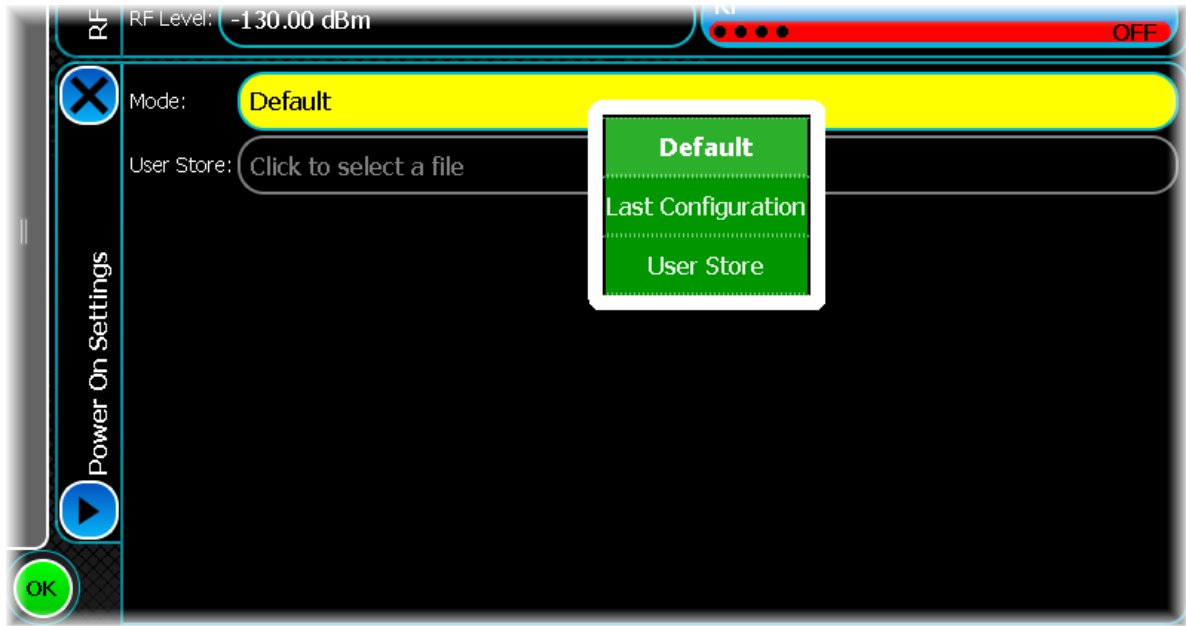 RF
RF Level: -130.00 dBm
RF
OFF
Mode: Default
User Store: Click to select a file
Default
Last Configuration
User Store
Power On Settings
OK